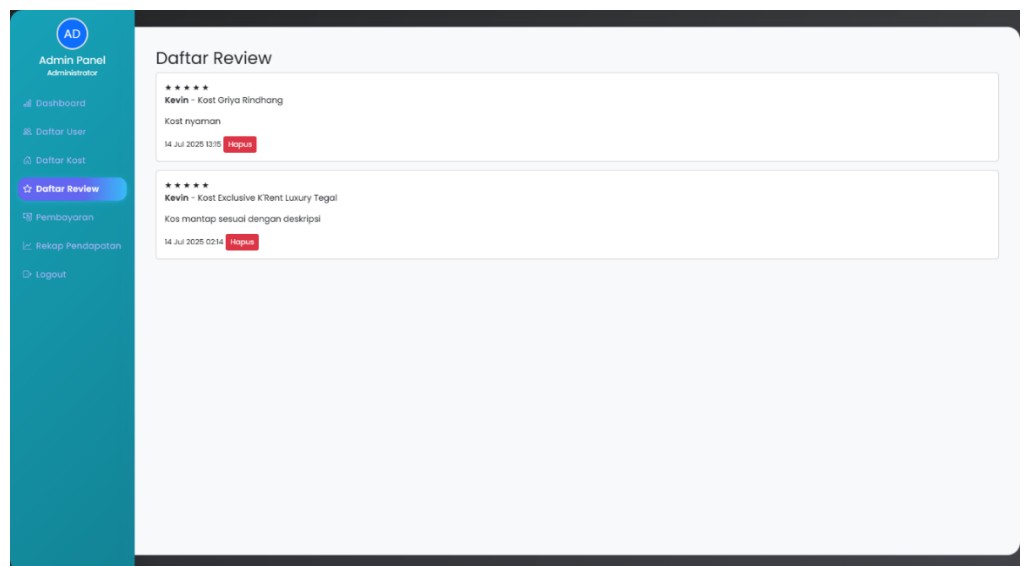 AD
Admin Panel
Administrator
Dashboard
Daftar User
Daftar Kost
Daftar Review
Pembayaran
Rekap Pendapatan
Logout
Daftar Review
★ ★ ★ ★ ★
Kevin - Kost Griya Rindhang
Kost nyaman
14 Jul 2025 13:15 Hapus
★ ★ ★ ★ ★
Kevin - Kost Exclusive K'Rent Luxury Tegal
Kos mantap sesuai dengan deskripsi
14 Jul 2025 02:14 Hapus